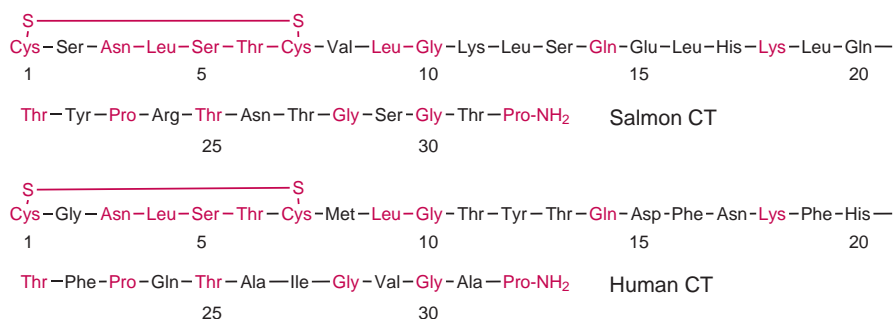 S S
Cys–Ser–Asn–Leu–Ser–Thr–Cys–Val–Leu–Gly–Lys–Leu–Ser–Gln–Glu–Leu–His–Lys–Leu–Gln–
1 5 10 15 20
Thr–Tyr–Pro–Arg–Thr–Asn–Thr–Gly–Ser–Gly–Thr–Pro-NH₂ Salmon CT
25 30
S S
Cys–Gly–Asn–Leu–Ser–Thr–Cys–Met–Leu–Gly–Thr–Tyr–Thr–Gln–Asp–Phe–Asn–Lys–Phe–His–
1 5 10 15 20
Thr–Phe–Pro–Gln–Thr–Ala–Ile–Gly–Val–Gly–Ala–Pro-NH₂ Human CT
25 30